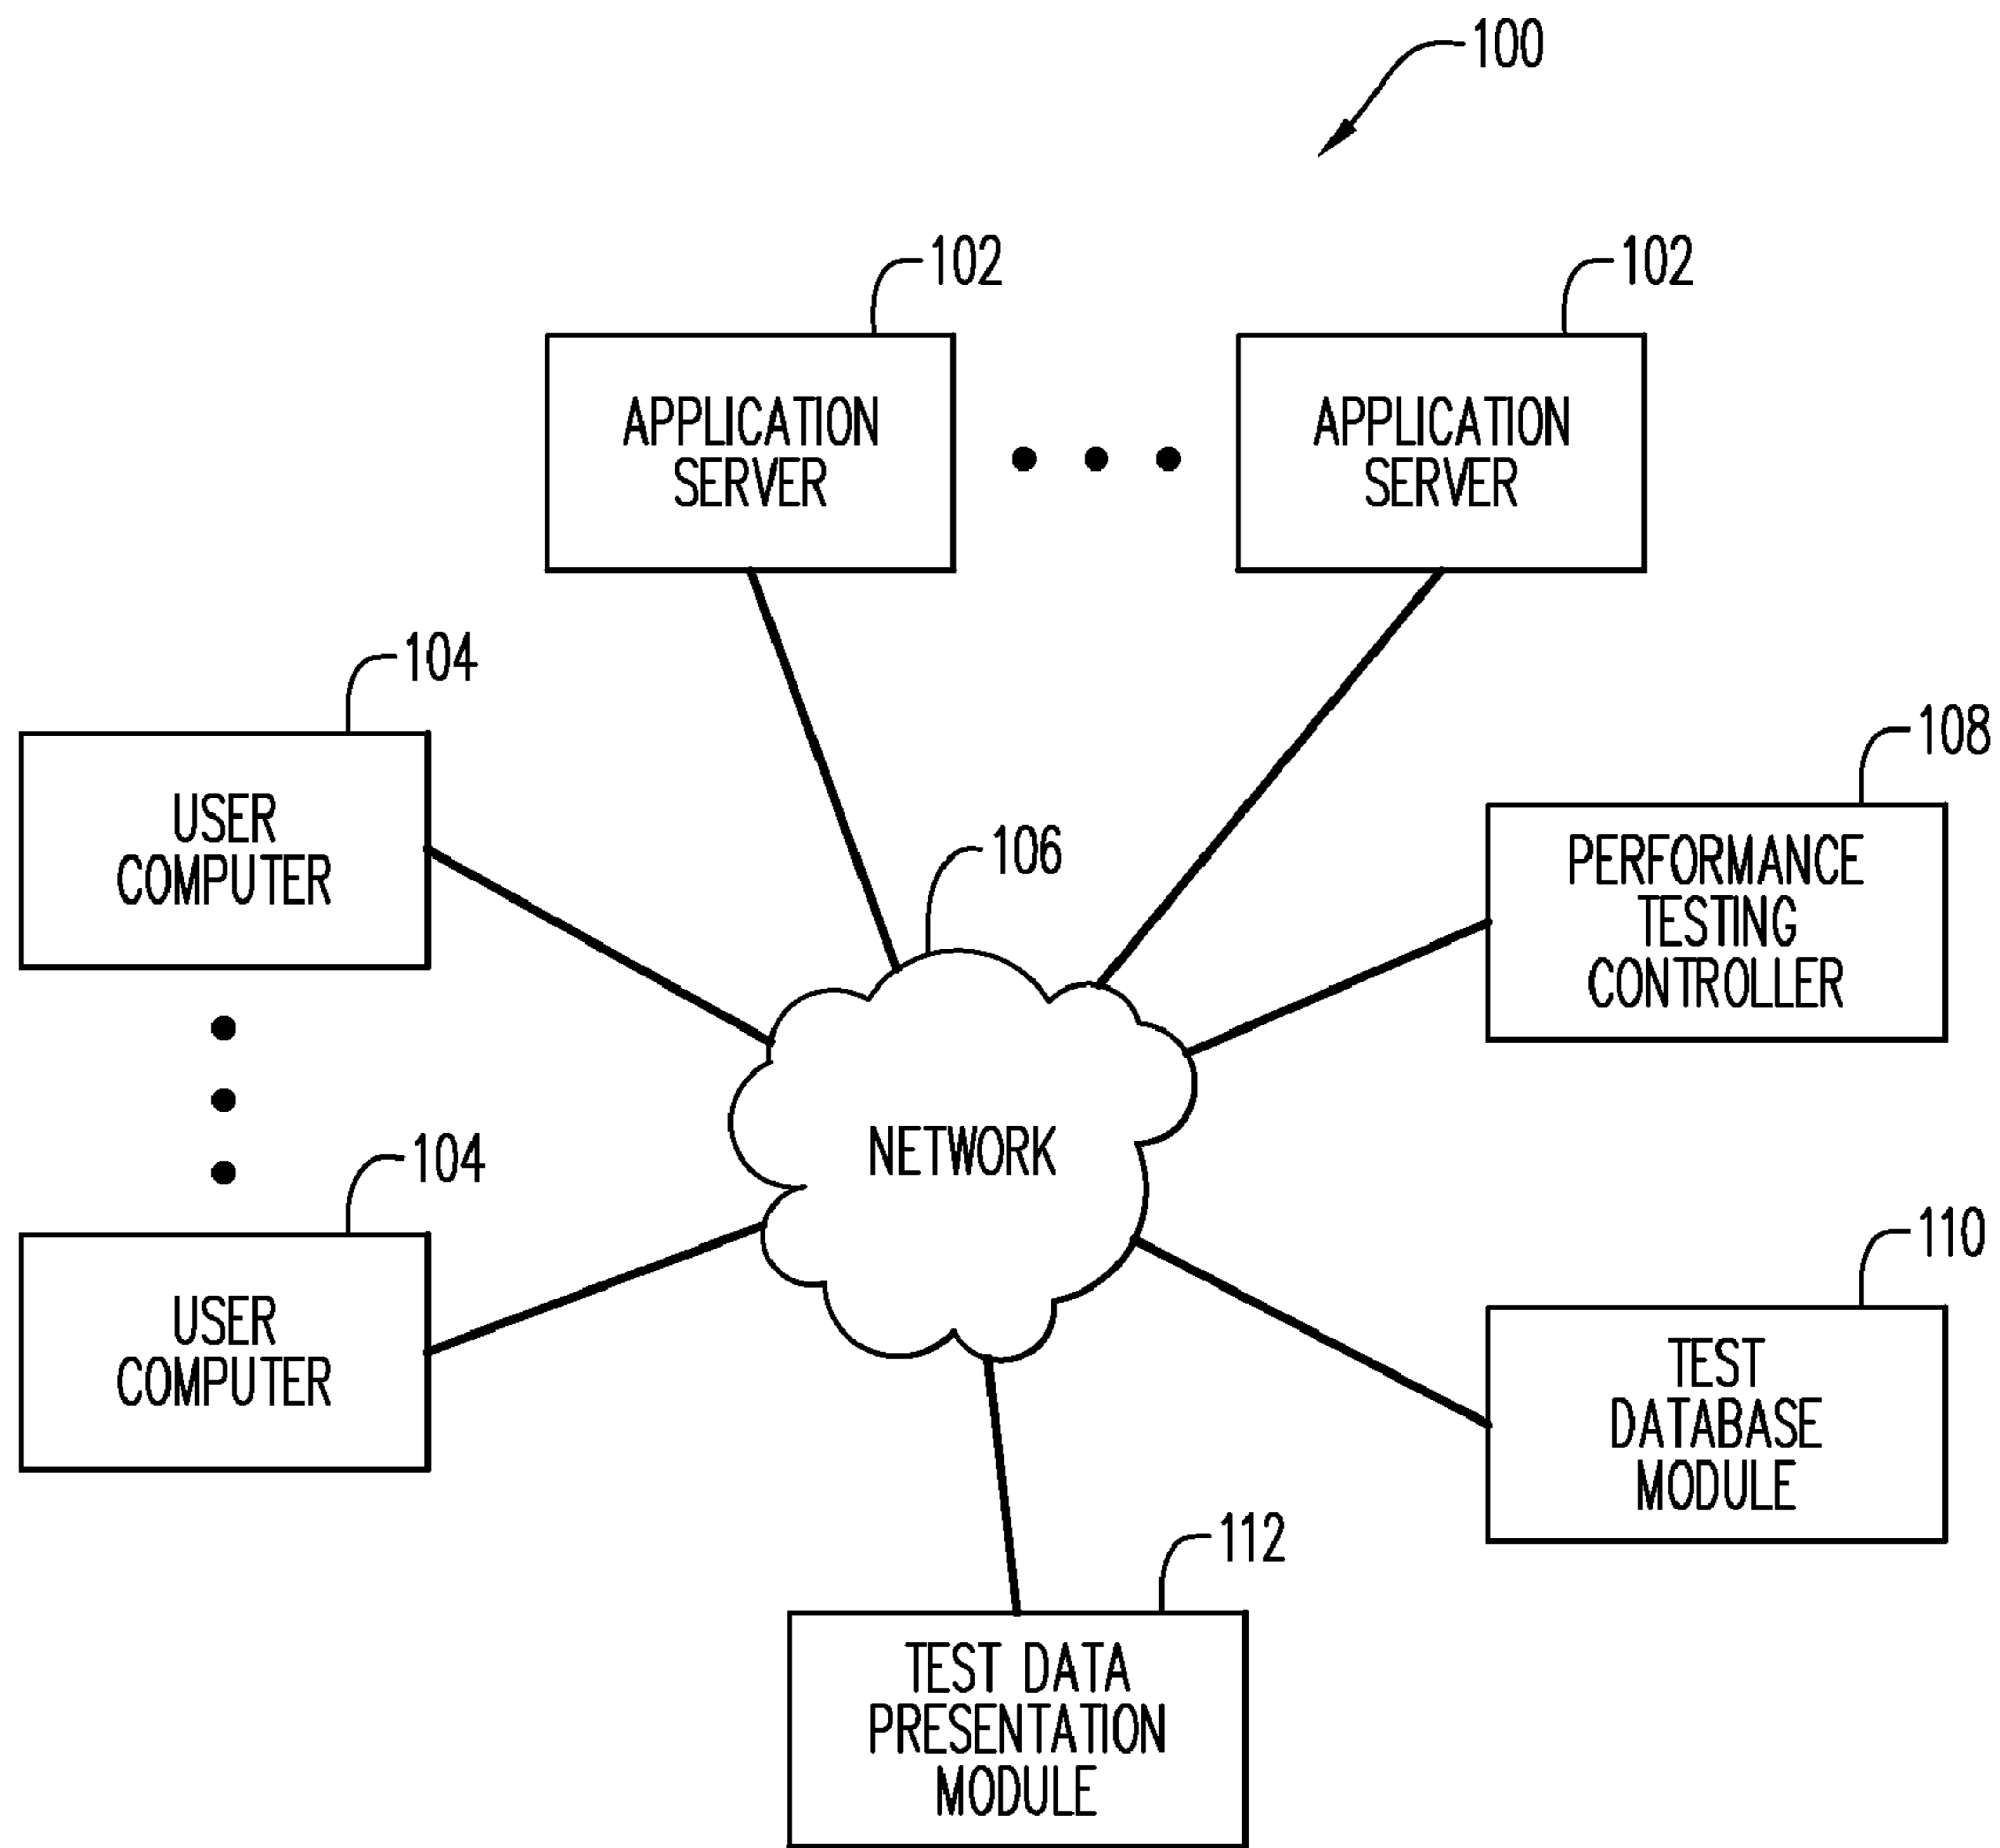 100
102
102
APPLICATION
SERVER
APPLICATION
SERVER
104
108
USER
COMPUTER
106
PERFORMANCE
TESTING
CONTROLLER
NETWORK
104
110
USER
COMPUTER
TEST
DATABASE
MODULE
112
TEST DATA
PRESENTATION
MODULE